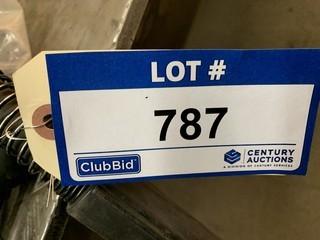 LOT #
787
ClubBid
CENTURY
AUCTIONS
A DIVISION OF CENTURY SERVICES